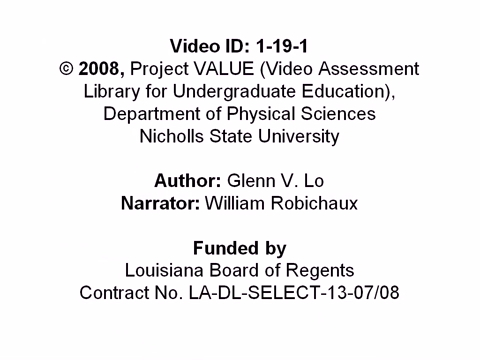 Video ID: 1-19-1
© 2008, Project VALUE (Video Assessment
Library for Undergraduate Education),
Department of Physical Sciences
Nicholls State University
Author: Glenn V. Lo
Narrator: William Robichaux
Funded by
Louisiana Board of Regents
Contract No. LA-DL-SELECT-13-07/08